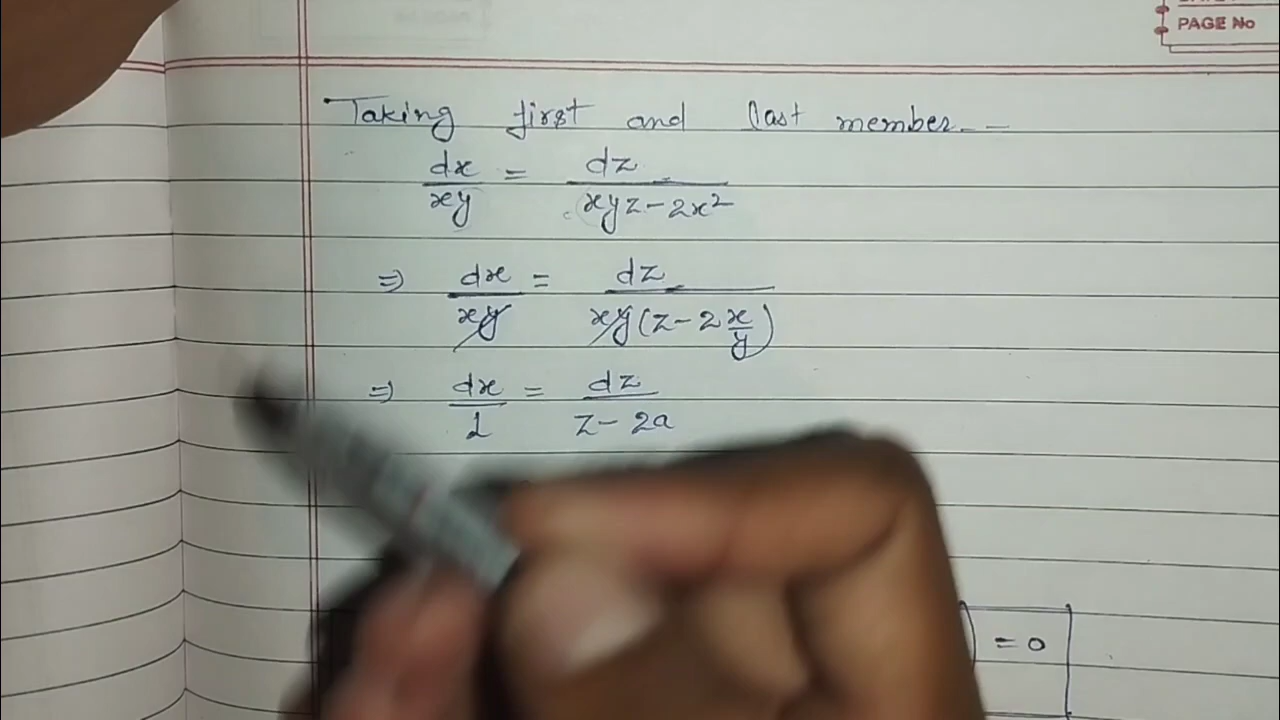 PAGE No
Taking first and last member---
dx/xy = dz/xyz-2x²
⇒ dx/xy = dz/xy(z-2x/y)
⇒ dx/1 = dz/z-2a
) = 0